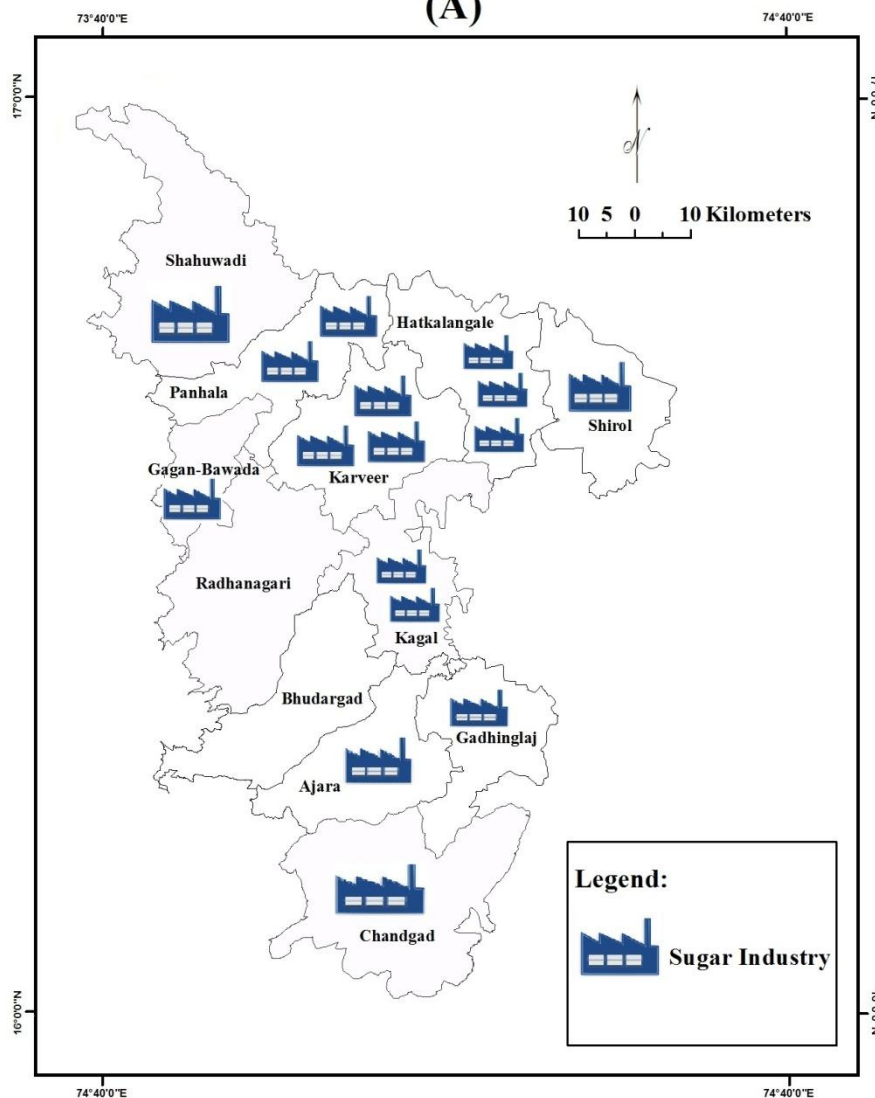 (A)
73°40'0"E
74°40'0"E
17°0'0"N
10 5 0 10 Kilometers
Shahuwadi
Hatkalangale
Panhala
Shirol
Gagan-Bawada
Karveer
Radhanagari
Kagal
Bhudargad
Gadhinglaj
Ajara
Chandgad
Legend:
Sugar Industry
16°0'0"N
74°40'0"E
74°40'0"E